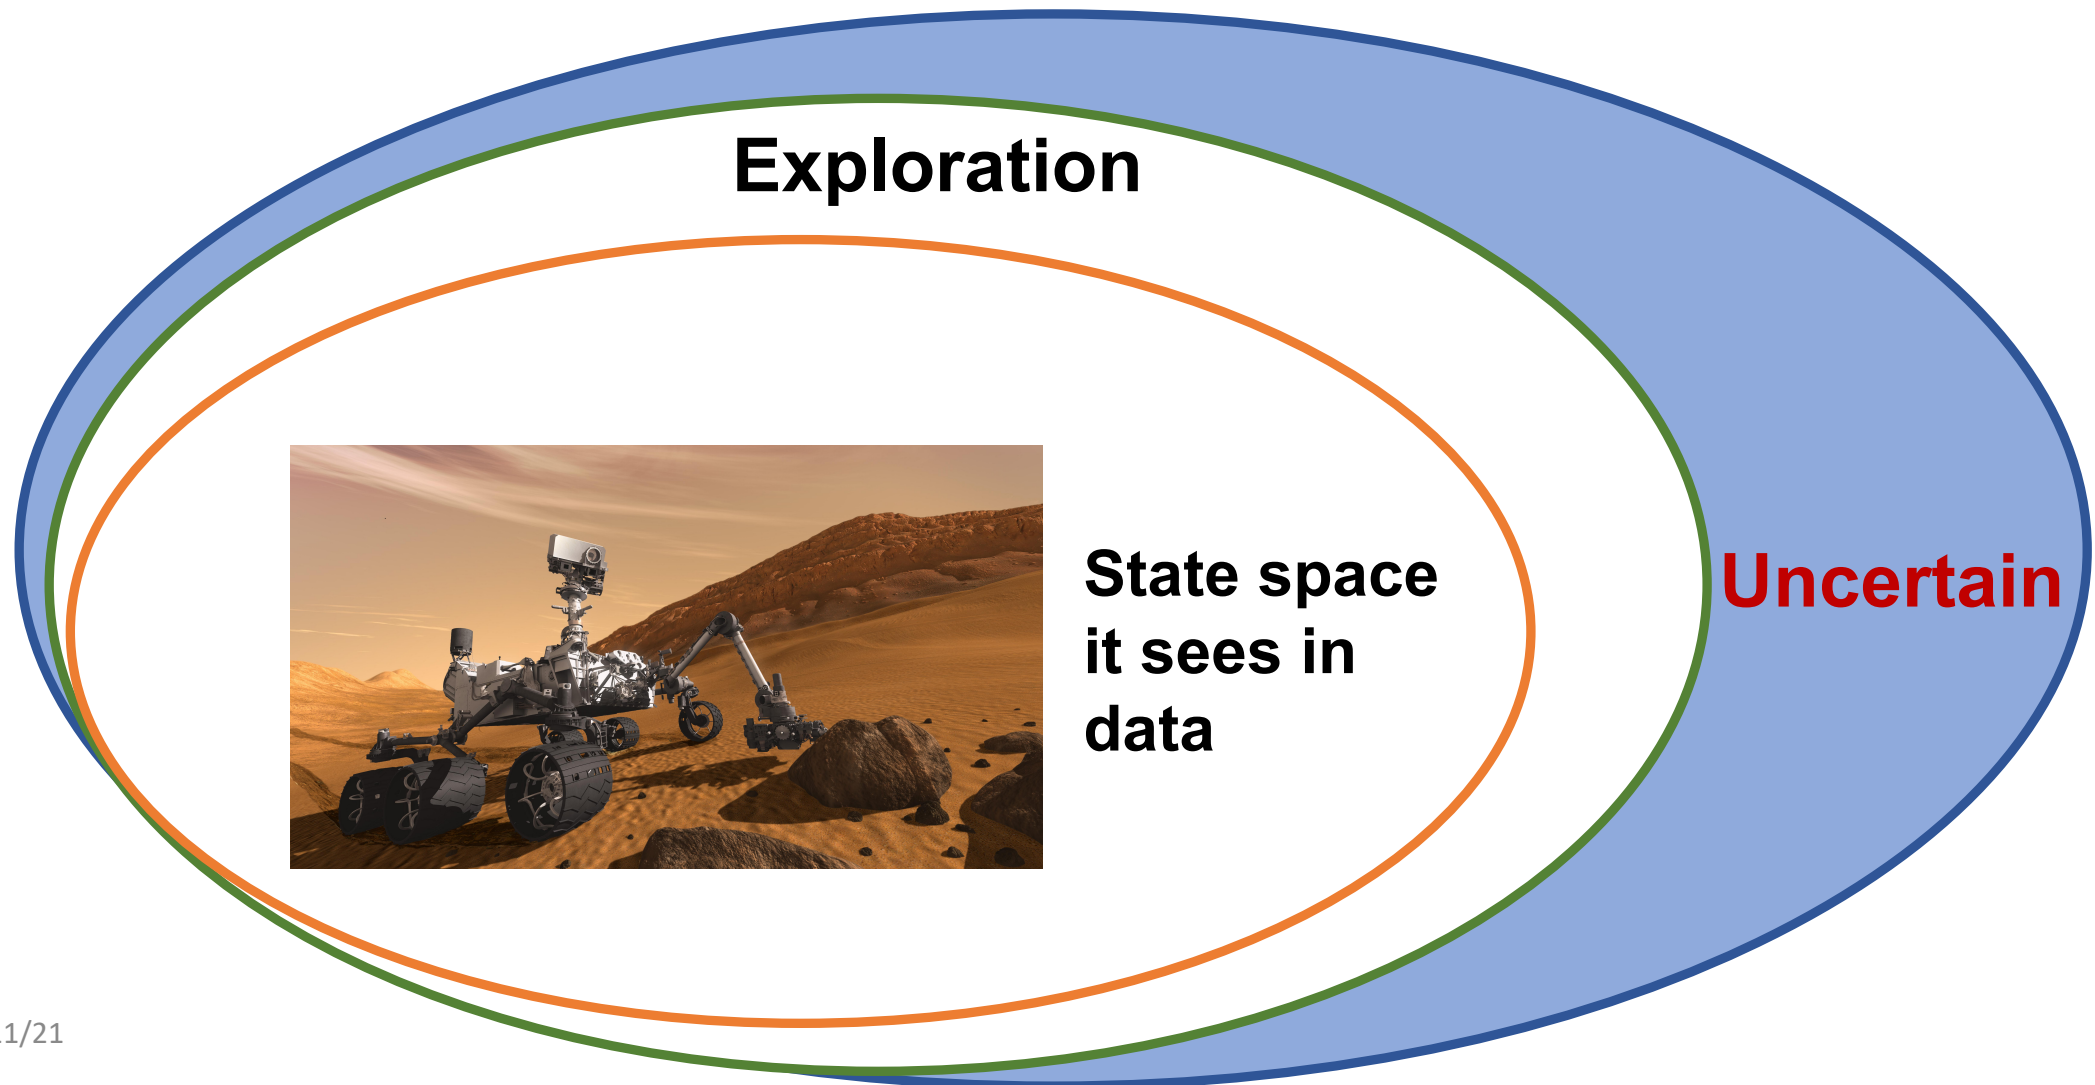 Exploration
State space
it sees in
data
Uncertain
1/21